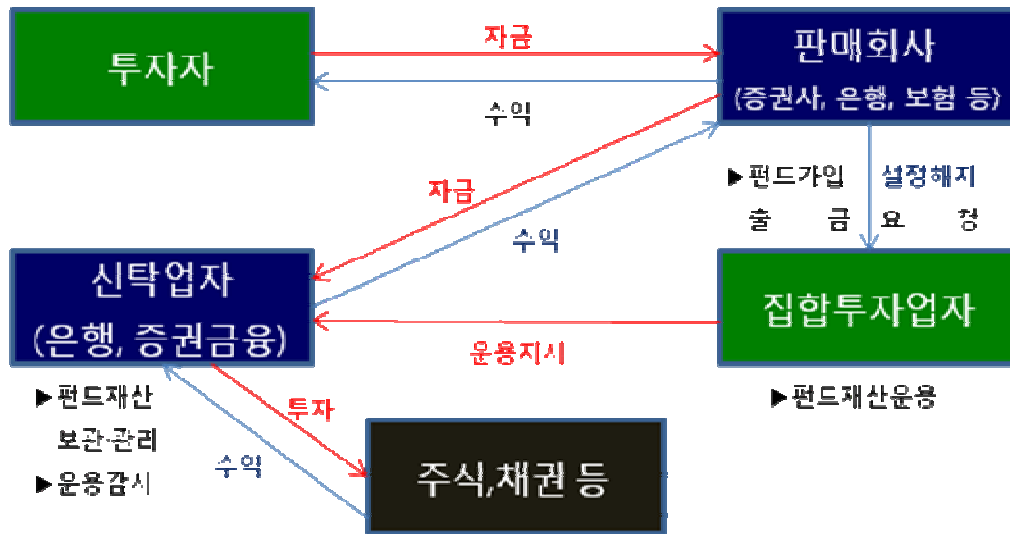 투자자
자금
수익
판매회사
(증권사, 은행, 보험 등)
자금
수익
▶펀드가입 설정해지
출 금 요 청
신탁업자
(은행, 증권금융)
운용지시
집합투자업자
▶펀드재산
보관·관리
▶운용감시
투자
수익
▶펀드재산운용
주식,채권 등